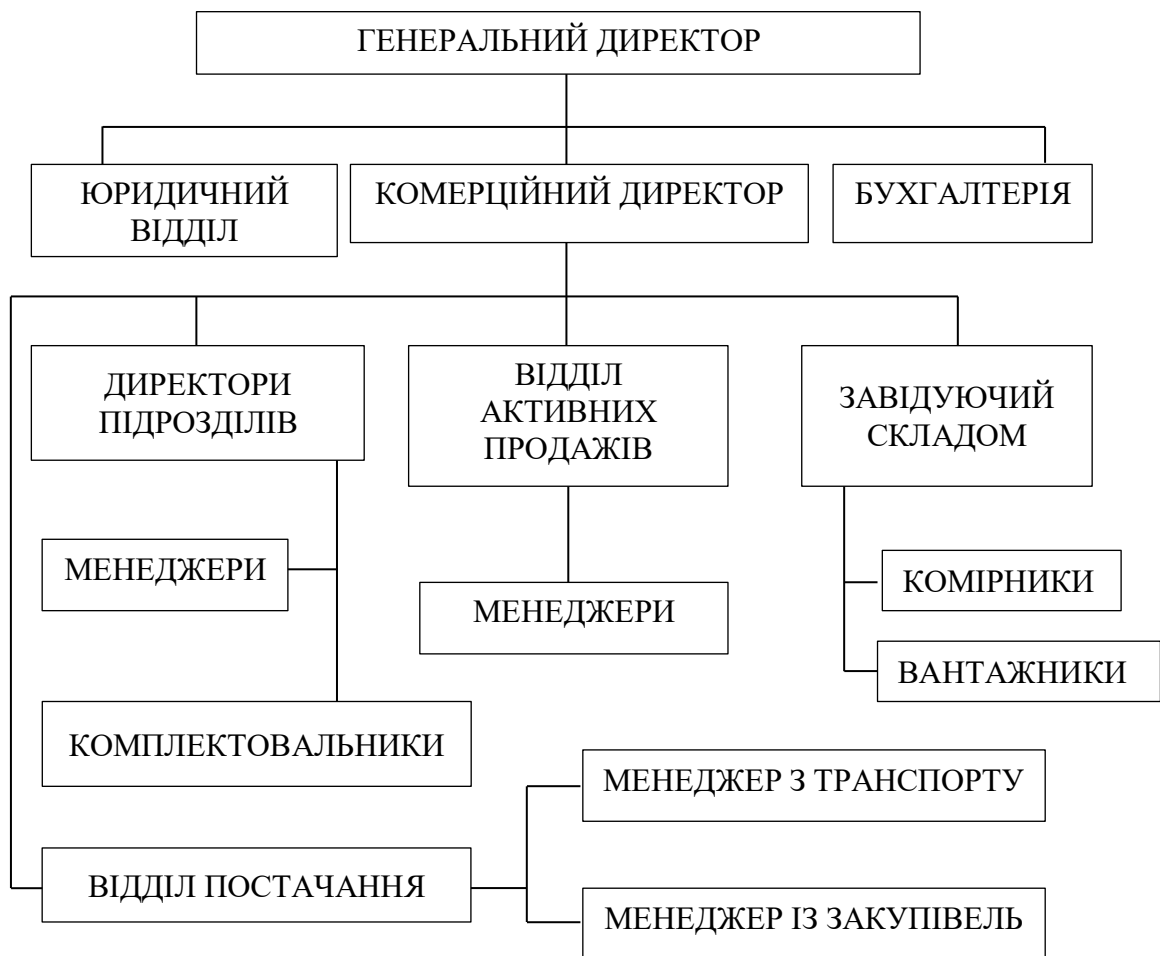 ГЕНЕРАЛЬНИЙ ДИРЕКТОР
ЮРИДИЧНИЙ
ВІДДІЛ
КОМЕРЦІЙНИЙ ДИРЕКТОР
БУХГАЛТЕРІЯ
ДИРЕКТОРИ
ПІДРОЗДІЛІВ
ВІДДІЛ
АКТИВНИХ
ПРОДАЖІВ
ЗАВІДУЮЧИЙ
СКЛАДОМ
МЕНЕДЖЕРИ
МЕНЕДЖЕРИ
КОМІРНИКИ
ВАНТАЖНИКИ
КОМПЛЕКТОВАЛЬНИКИ
МЕНЕДЖЕР З ТРАНСПОРТУ
ВІДДІЛ ПОСТАЧАННЯ
МЕНЕДЖЕР ІЗ ЗАКУПІВЕЛЬ